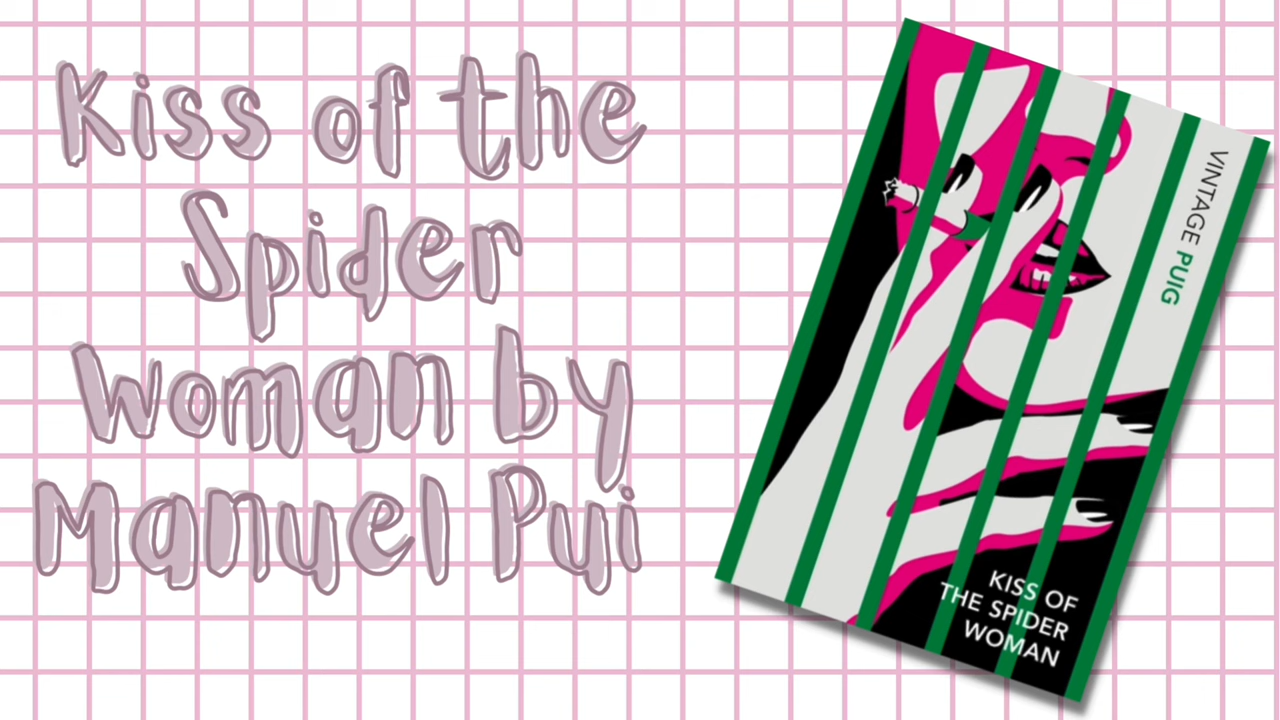 Kiss of the
Spider
Woman by
Manuel Pui
VINTAGE PUIG
KISS OF
THE SPIDER
WOMAN